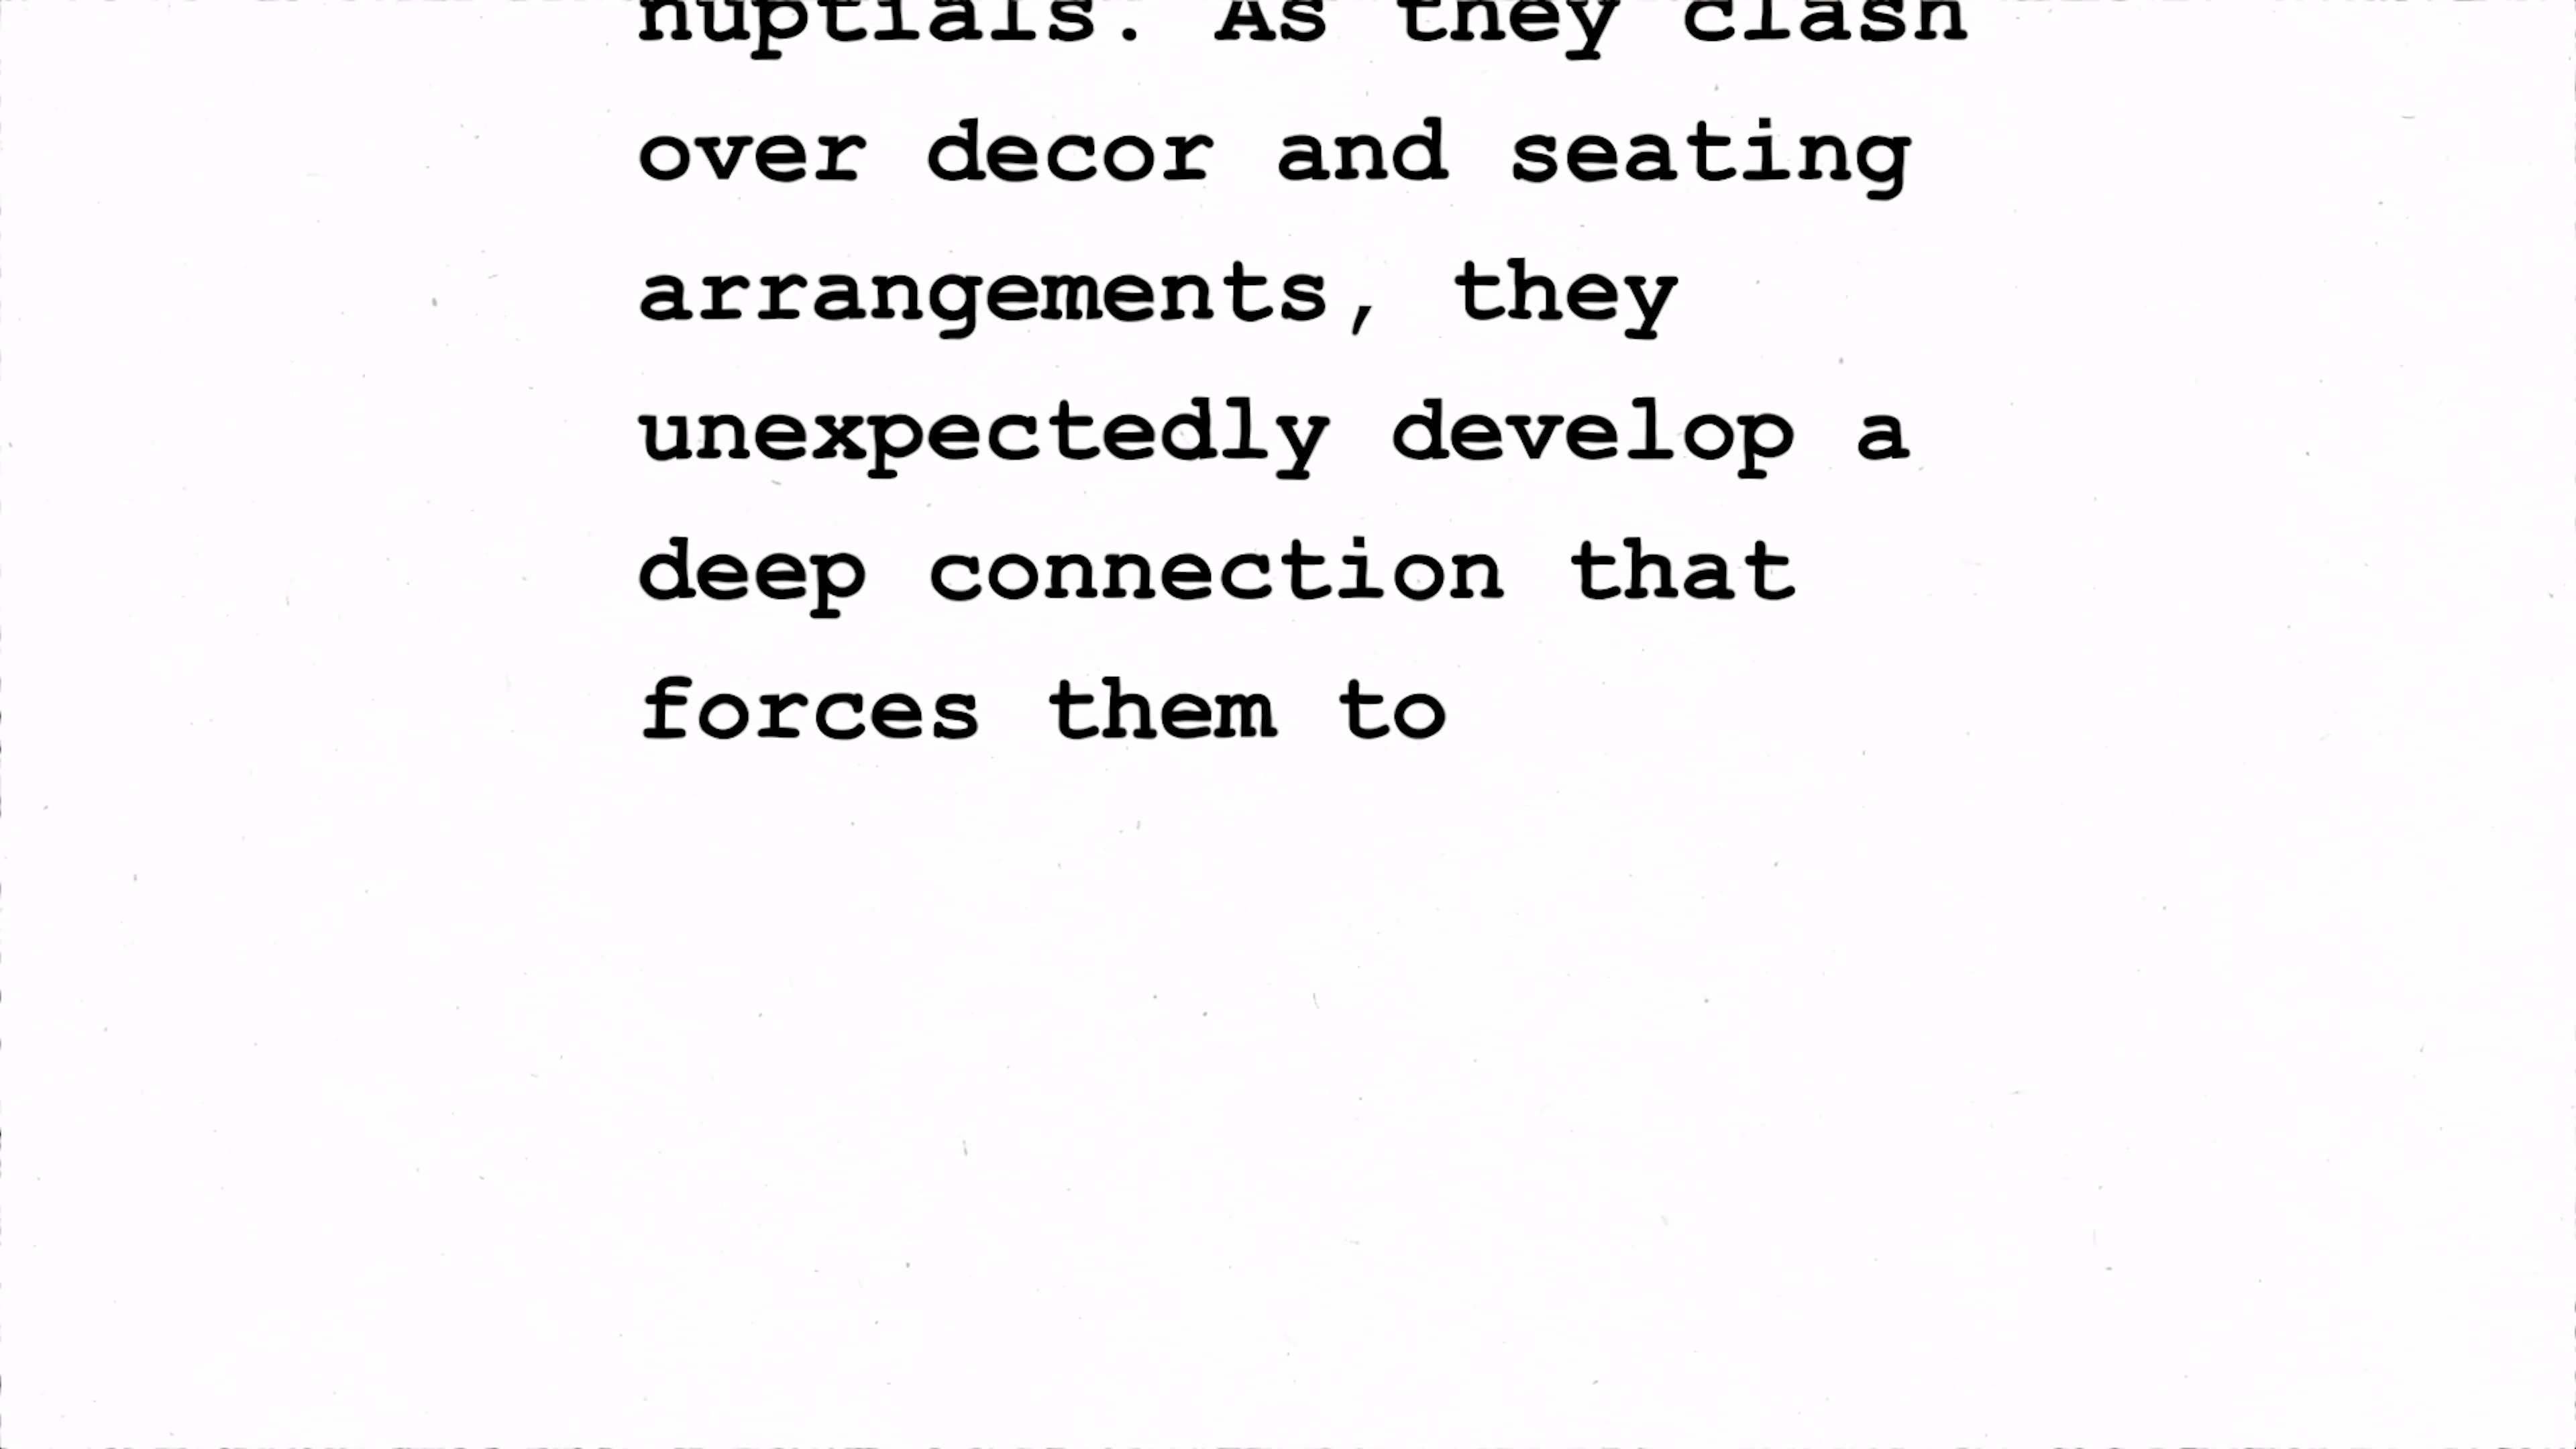 nuptials. As they clash
over decor and seating
arrangements, they
unexpectedly develop a
deep connection that
forces them to